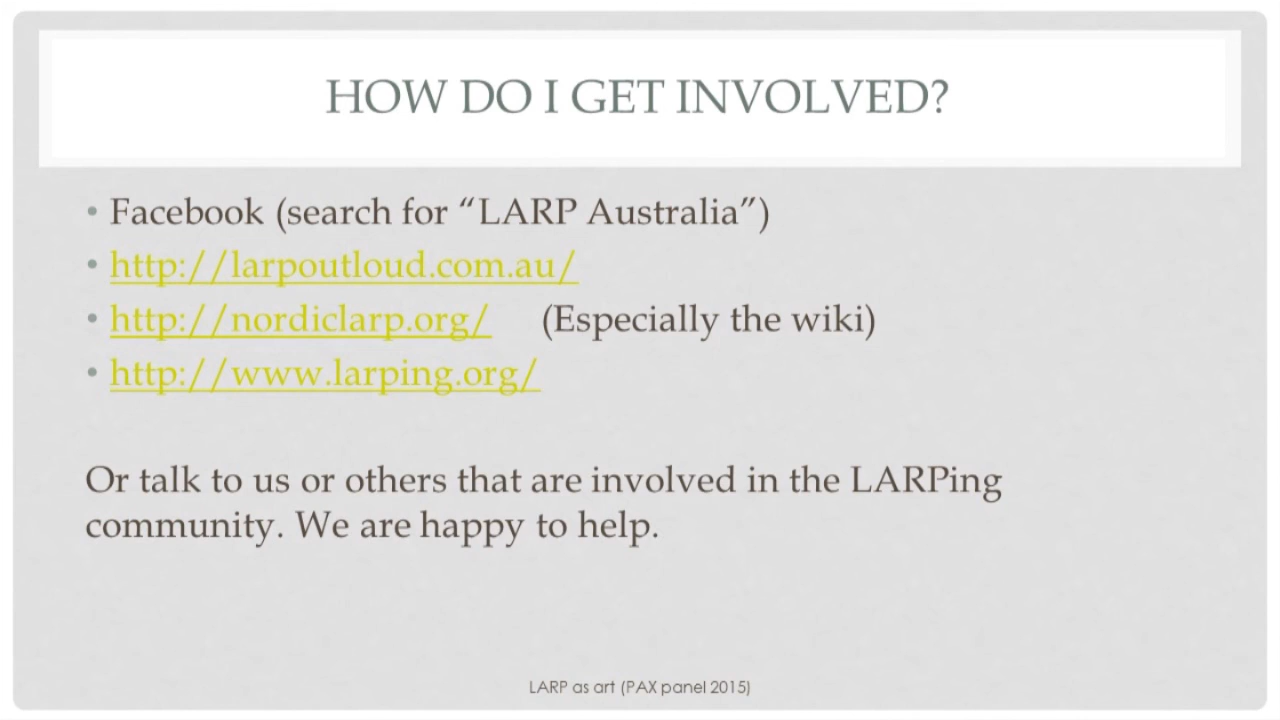 HOW DO I GET INVOLVED?
• Facebook (search for “LARP Australia”)
• http://larpoutloud.com.au/
• http://nordiclarp.org/ (Especially the wiki)
• http://www.larping.org/
Or talk to us or others that are involved in the LARPing
community. We are happy to help.
LARP as art (PAX panel 2015)